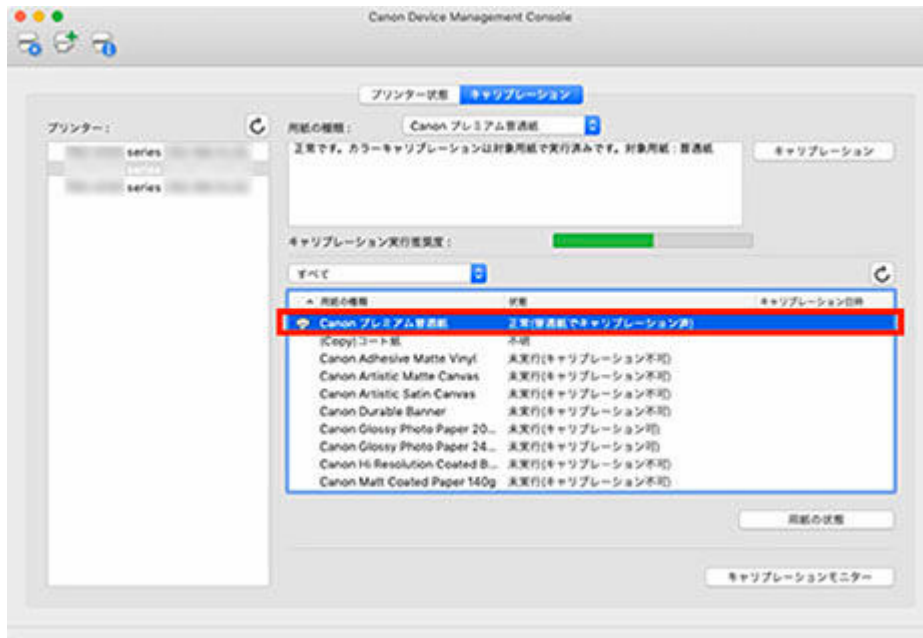 Canon Device Management Console
プリンター状態 キャリブレーション
プリンター：
用紙の種類： Canon プレミアム普通紙
series
series
正常です。カラーキャリブレーションは対象用紙で実行済みです。対象用紙：普通紙
キャリブレーション
キャリブレーション実行推奨度：
すべて
用紙の種類 状態 キャリブレーション日時
Canon プレミアム普通紙 正常(普通紙でキャリブレーション済)
(Copy)コート紙 不明
Canon Adhesive Matte Vinyl 未実行(キャリブレーション不可)
Canon Artistic Matte Canvas 未実行(キャリブレーション不可)
Canon Artistic Satin Canvas 未実行(キャリブレーション不可)
Canon Durable Banner 未実行(キャリブレーション不可)
Canon Glossy Photo Paper 20... 未実行(キャリブレーション可)
Canon Glossy Photo Paper 24... 未実行(キャリブレーション可)
Canon Hi Resolution Coated B... 未実行(キャリブレーション不可)
Canon Matt Coated Paper 140g 未実行(キャリブレーション不可)
用紙の状態
キャリブレーションモニター